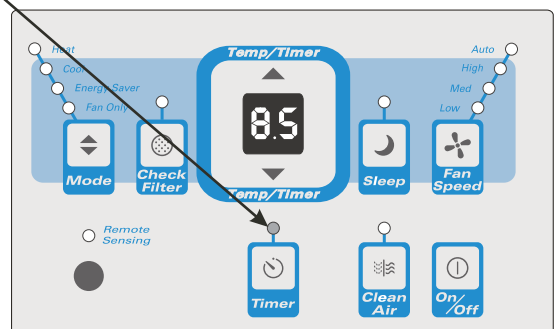 Temp/Timer
Heat
Cool
Energy Saver
Fan Only
Auto
High
Med
Low
8.5
Mode
Check
Filter
Temp/Timer
Sleep
Fan
Speed
Remote
Sensing
Timer
Clean
Air
On/Off